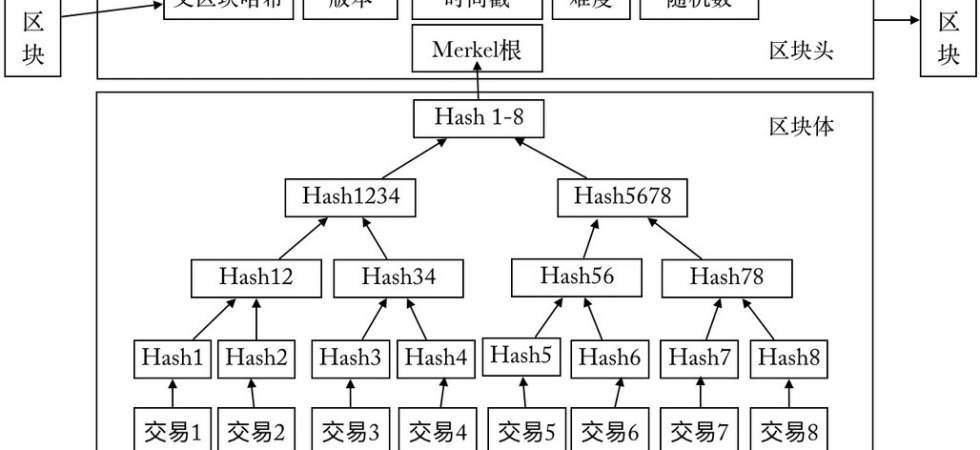 父区块哈希 版本 时间戳 难度 随机数
区块
区块
Merkel根
区块头
Hash 1-8
区块体
Hash1234 Hash5678
Hash12 Hash34 Hash56 Hash78
Hash1 Hash2 Hash3 Hash4 Hash5 Hash6 Hash7 Hash8
交易1 交易2 交易3 交易4 交易5 交易6 交易7 交易8